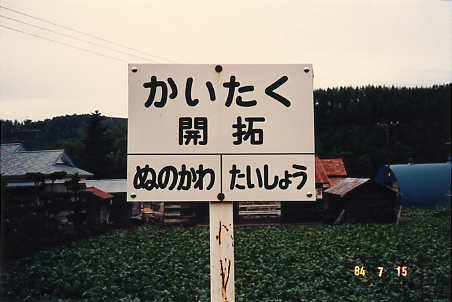 かいたく
開拓
ぬのかわ たいしょう
84 7 15